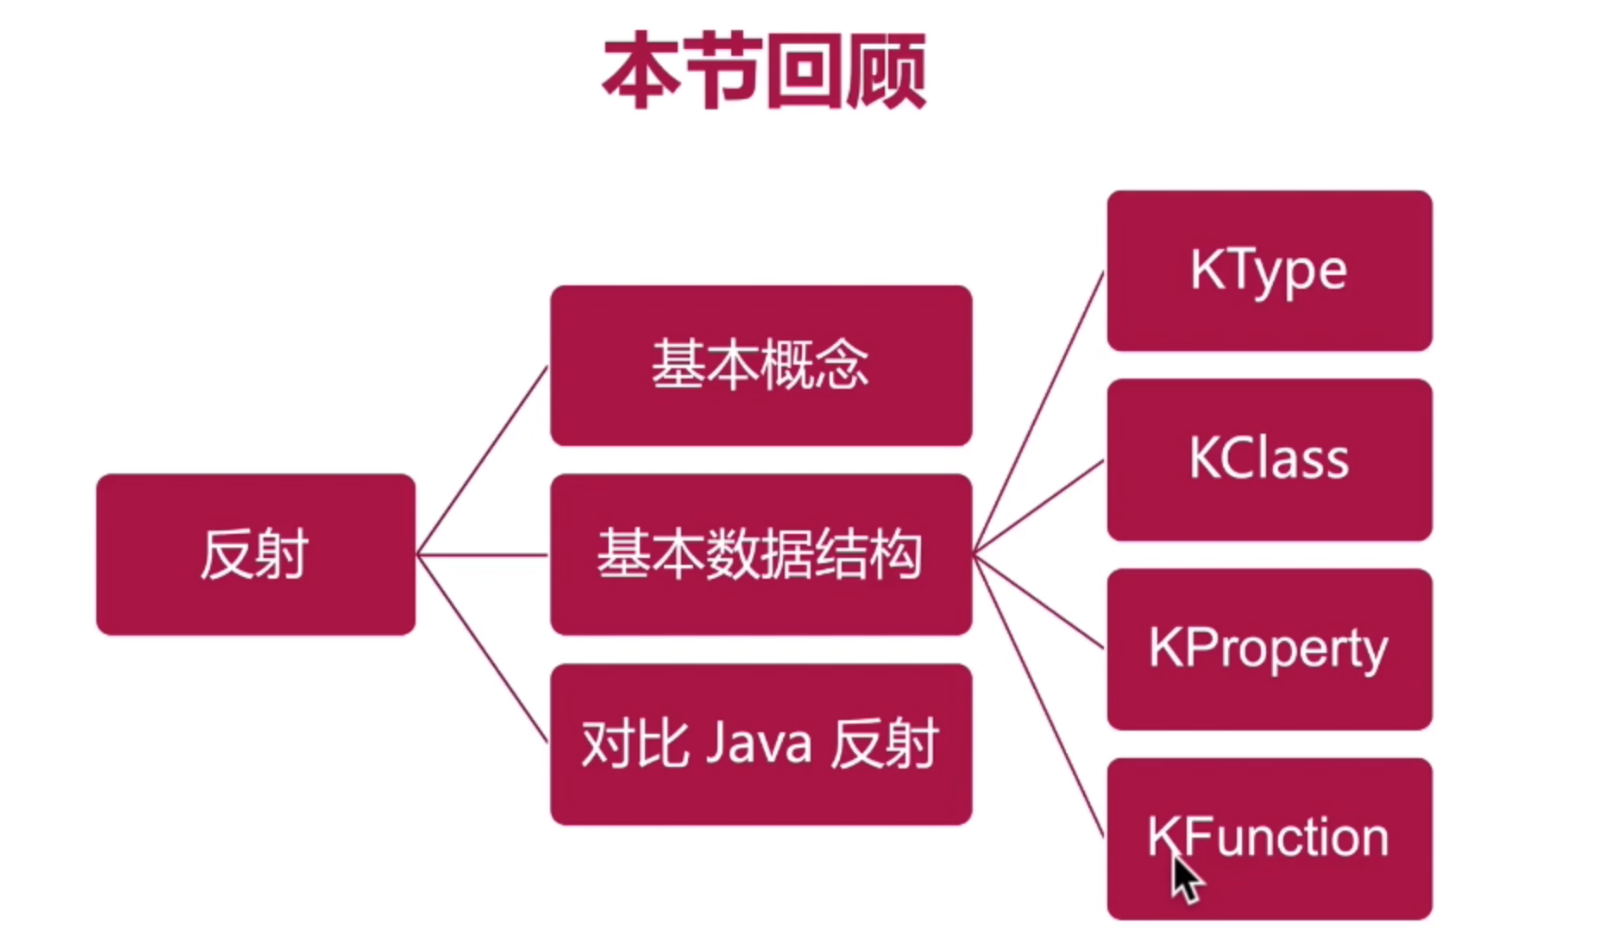 本节回顾
反射
基本概念
基本数据结构
对比 Java 反射
KType
KClass
KProperty
KFunction